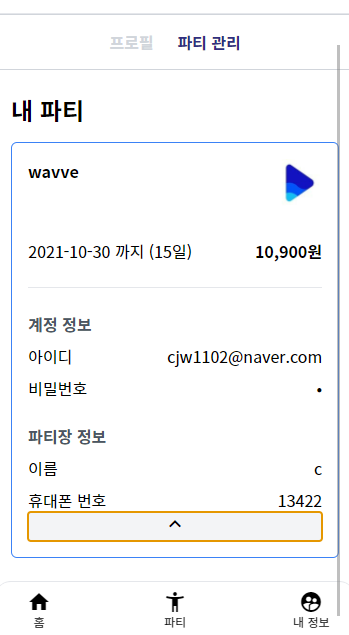 프로필 파티 관리
내 파티
wavve
2021-10-30 까지 (15일) 10,900원
계정 정보
아이디 cjw1102@naver.com
비밀번호 •
파티장 정보
이름 c
휴대폰 번호 13422
홈 파티 내 정보